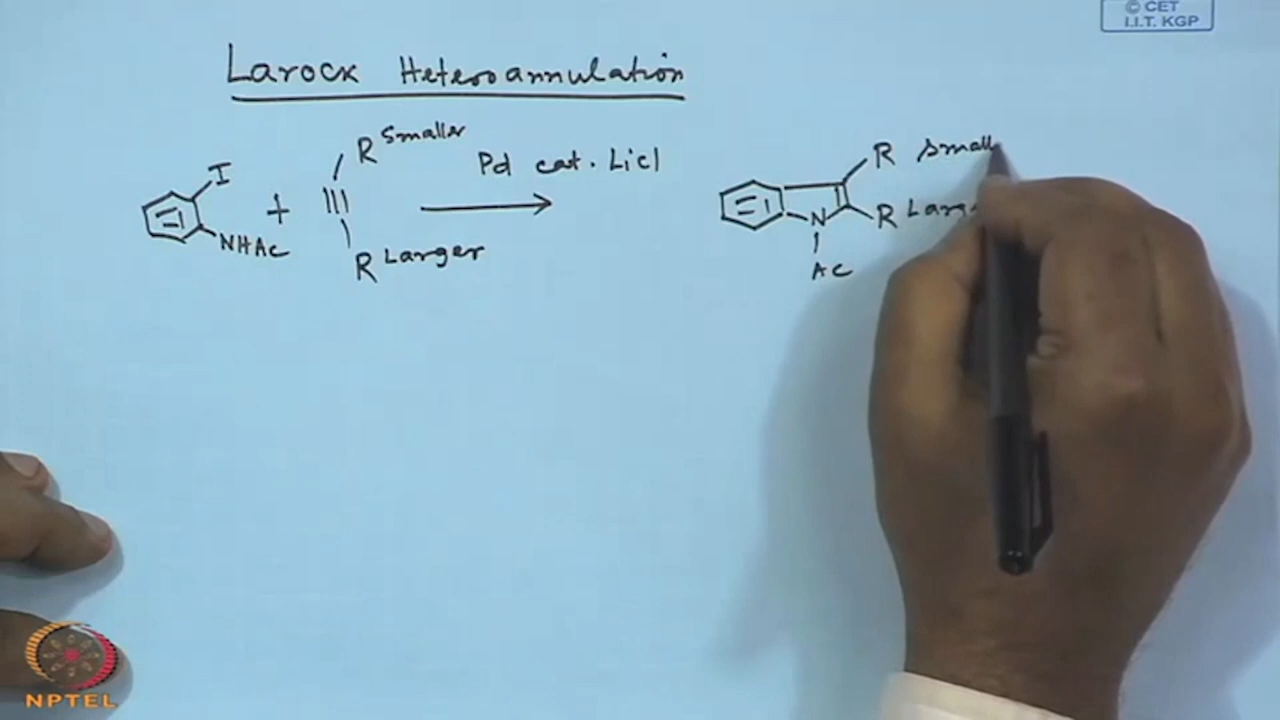 © CET
I.I.T. KGP
Larock Heteroannulation
I
NHAc
+
R Smaller
R Larger
Pd cat. LiCl
R small
R Larg
N
Ac
NPTEL